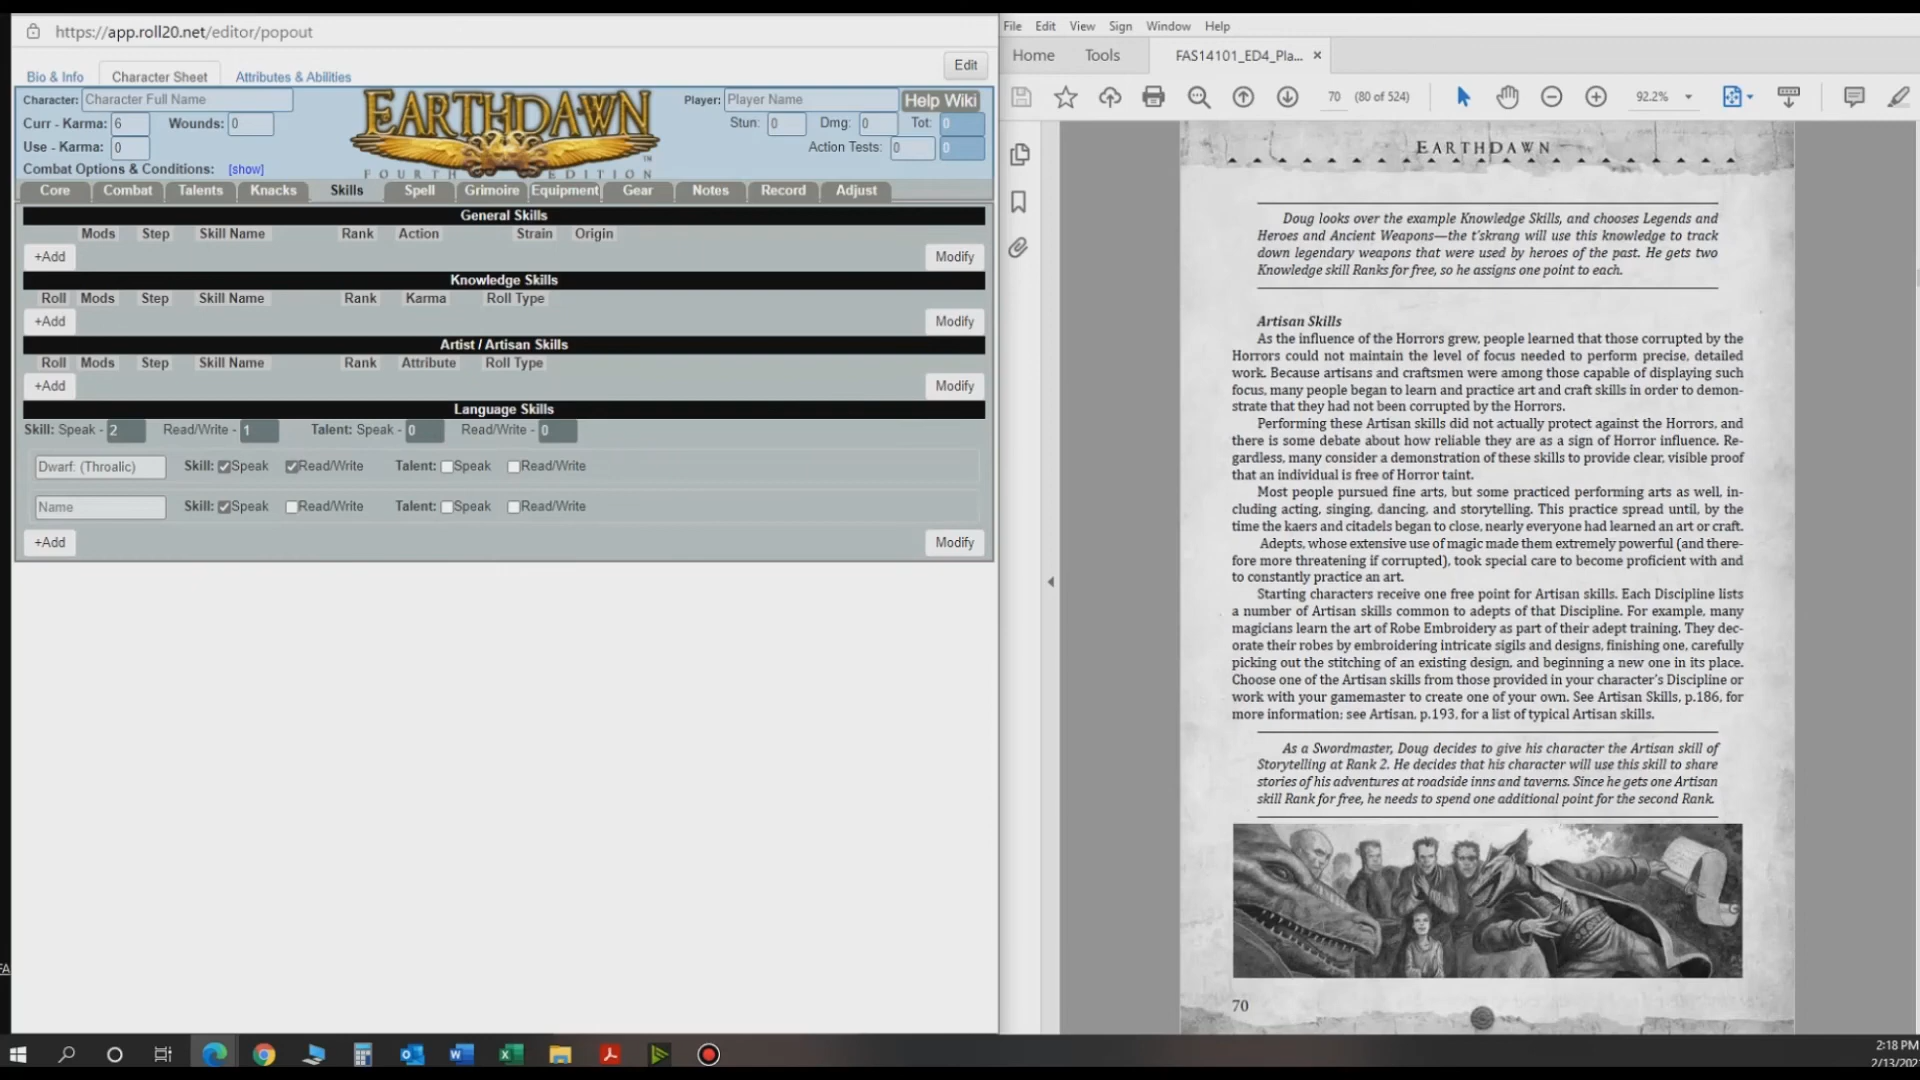 https://app.roll20.net/editor/popout
Bio & Info
Character Sheet
Attributes & Abilities
Edit
Character:
Character Full Name
EARTHDAWN
FOURTH EDITION
™
Player:
Player Name
Help Wiki
Curr - Karma: 6
Wounds: 0
Stun: 0
Dmg: 0
Tot: 0
Use - Karma: 0
Action Tests: 0
0
Combat Options & Conditions: [show]
Core
Combat
Talents
Knacks
Skills
Spell
Grimoire
Equipment
Gear
Notes
Record
Adjust
General Skills
Mods Step Skill Name Rank Action Strain Origin
+Add
Modify
Knowledge Skills
Roll Mods Step Skill Name Rank Karma Roll Type
+Add
Modify
Artist / Artisan Skills
Roll Mods Step Skill Name Rank Attribute Roll Type
+Add
Modify
Language Skills
Skill: Speak - 2 Read/Write - 1 Talent: Speak - 0 Read/Write - 0
Dwarf: (Throalic) Skill: Speak Read/Write Talent: Speak Read/Write
Name Skill: Speak Read/Write Talent: Speak Read/Write
+Add
Modify
File Edit View Sign Window Help
Home
Tools
FAS14101_ED4_Pla... ×
70 (80 of 524)
92.2%
EARTHDAWN
Doug looks over the example Knowledge Skills, and chooses Legends and
Heroes and Ancient Weapons—the t'skrang will use this knowledge to track
down legendary weapons that were used by heroes of the past. He gets two
Knowledge skill Ranks for free, so he assigns one point to each.
Artisan Skills
As the influence of the Horrors grew, people learned that those corrupted by the
Horrors could not maintain the level of focus needed to perform precise, detailed
work. Because artisans and craftsmen were among those capable of displaying such
focus, many people began to learn and practice art and craft skills in order to demon-
strate that they had not been corrupted by the Horrors.
Performing these Artisan skills did not actually protect against the Horrors, and
there is some debate about how reliable they are as a sign of Horror influence. Re-
gardless, many consider a demonstration of these skills to provide clear, visible proof
that an individual is free of Horror taint.
Most people pursued fine arts, but some practiced performing arts as well, in-
cluding acting, singing, dancing, and storytelling. This practice spread until, by the
time the kaers and citadels began to close, nearly everyone had learned an art or craft.
Adepts, whose extensive use of magic made them extremely powerful (and there-
fore more threatening if corrupted), took special care to become proficient with and
to constantly practice an art.
Starting characters receive one free point for Artisan skills. Each Discipline lists
a number of Artisan skills common to adepts of that Discipline. For example, many
magicians learn the art of Robe Embroidery as part of their adept training. They dec-
orate their robes by embroidering intricate sigils and designs, finishing one, carefully
picking out the stitching of an existing design, and beginning a new one in its place.
Choose one of the Artisan skills from those provided in your character's Discipline or
work with your gamemaster to create one of your own. See Artisan Skills, p.186, for
more information; see Artisan, p.193, for a list of typical Artisan skills.
As a Swordmaster, Doug decides to give his character the Artisan skill of
Storytelling at Rank 2. He decides that his character will use this skill to share
stories of his adventures at roadside inns and taverns. Since he gets one Artisan
skill Rank for free, he needs to spend one additional point for the second Rank.
70
FA
2:18 PM
2/13/202